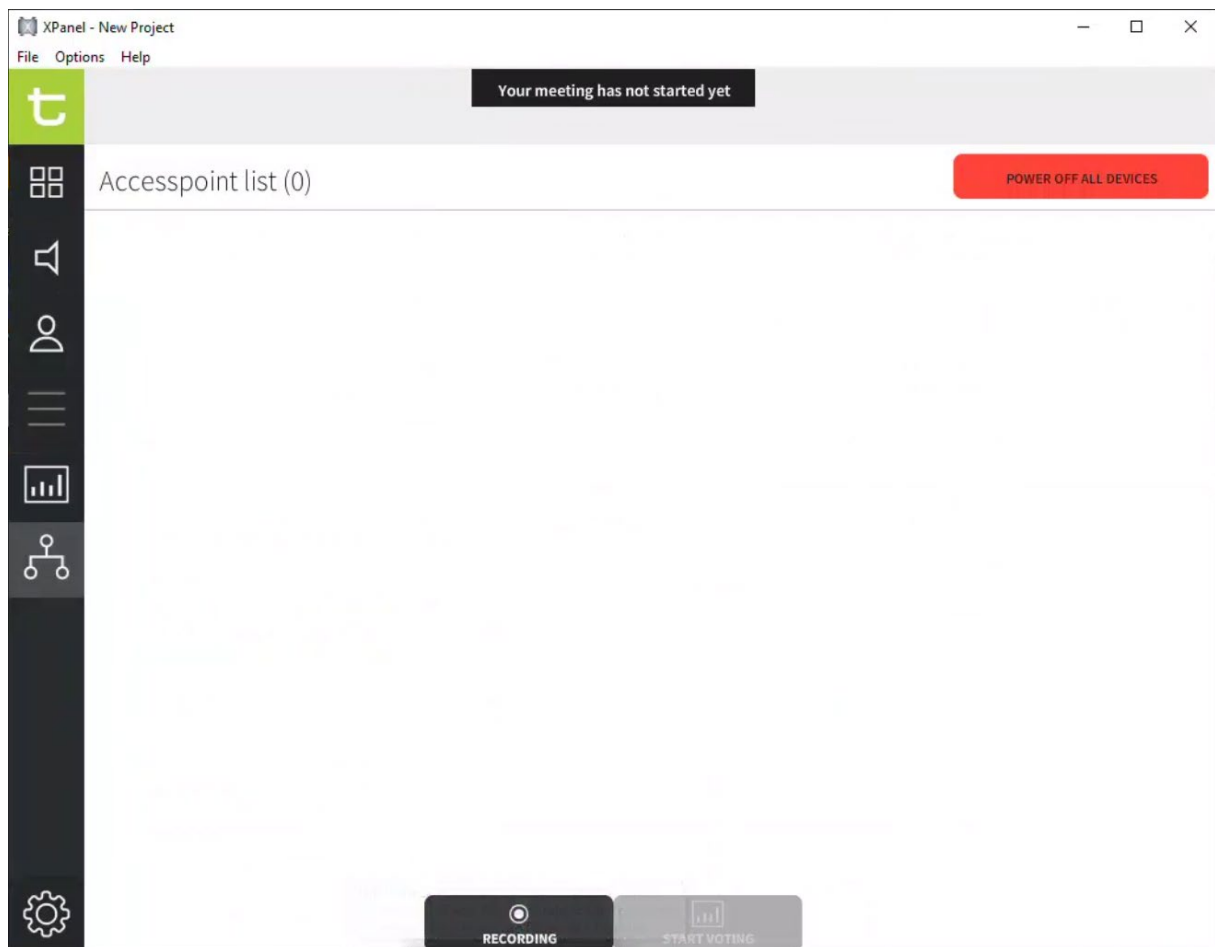 XPanel - New Project
File Options Help
t
Your meeting has not started yet
Accesspoint list (0)
POWER OFF ALL DEVICES
RECORDING
START VOTING